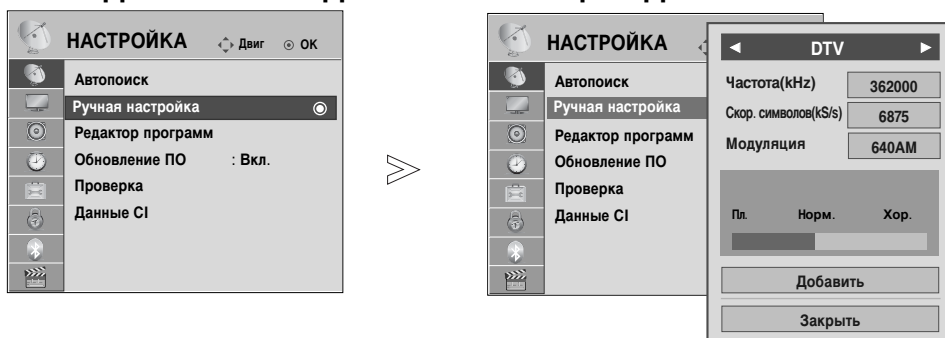 НАСТРОЙКА Двиг ОК
Автопоиск
Ручная настройка
Редактор программ
Обновление ПО : Вкл.
Проверка
Данные CI
НАСТРОЙКА
Автопоиск
Ручная настройка
Редактор программ
Обновление ПО
Проверка
Данные CI
DTV
Частота(kHz) 362000
Скор. символов(kS/s) 6875
Модуляция 640AM
Пл. Норм. Хор.
Добавить
Закрыть